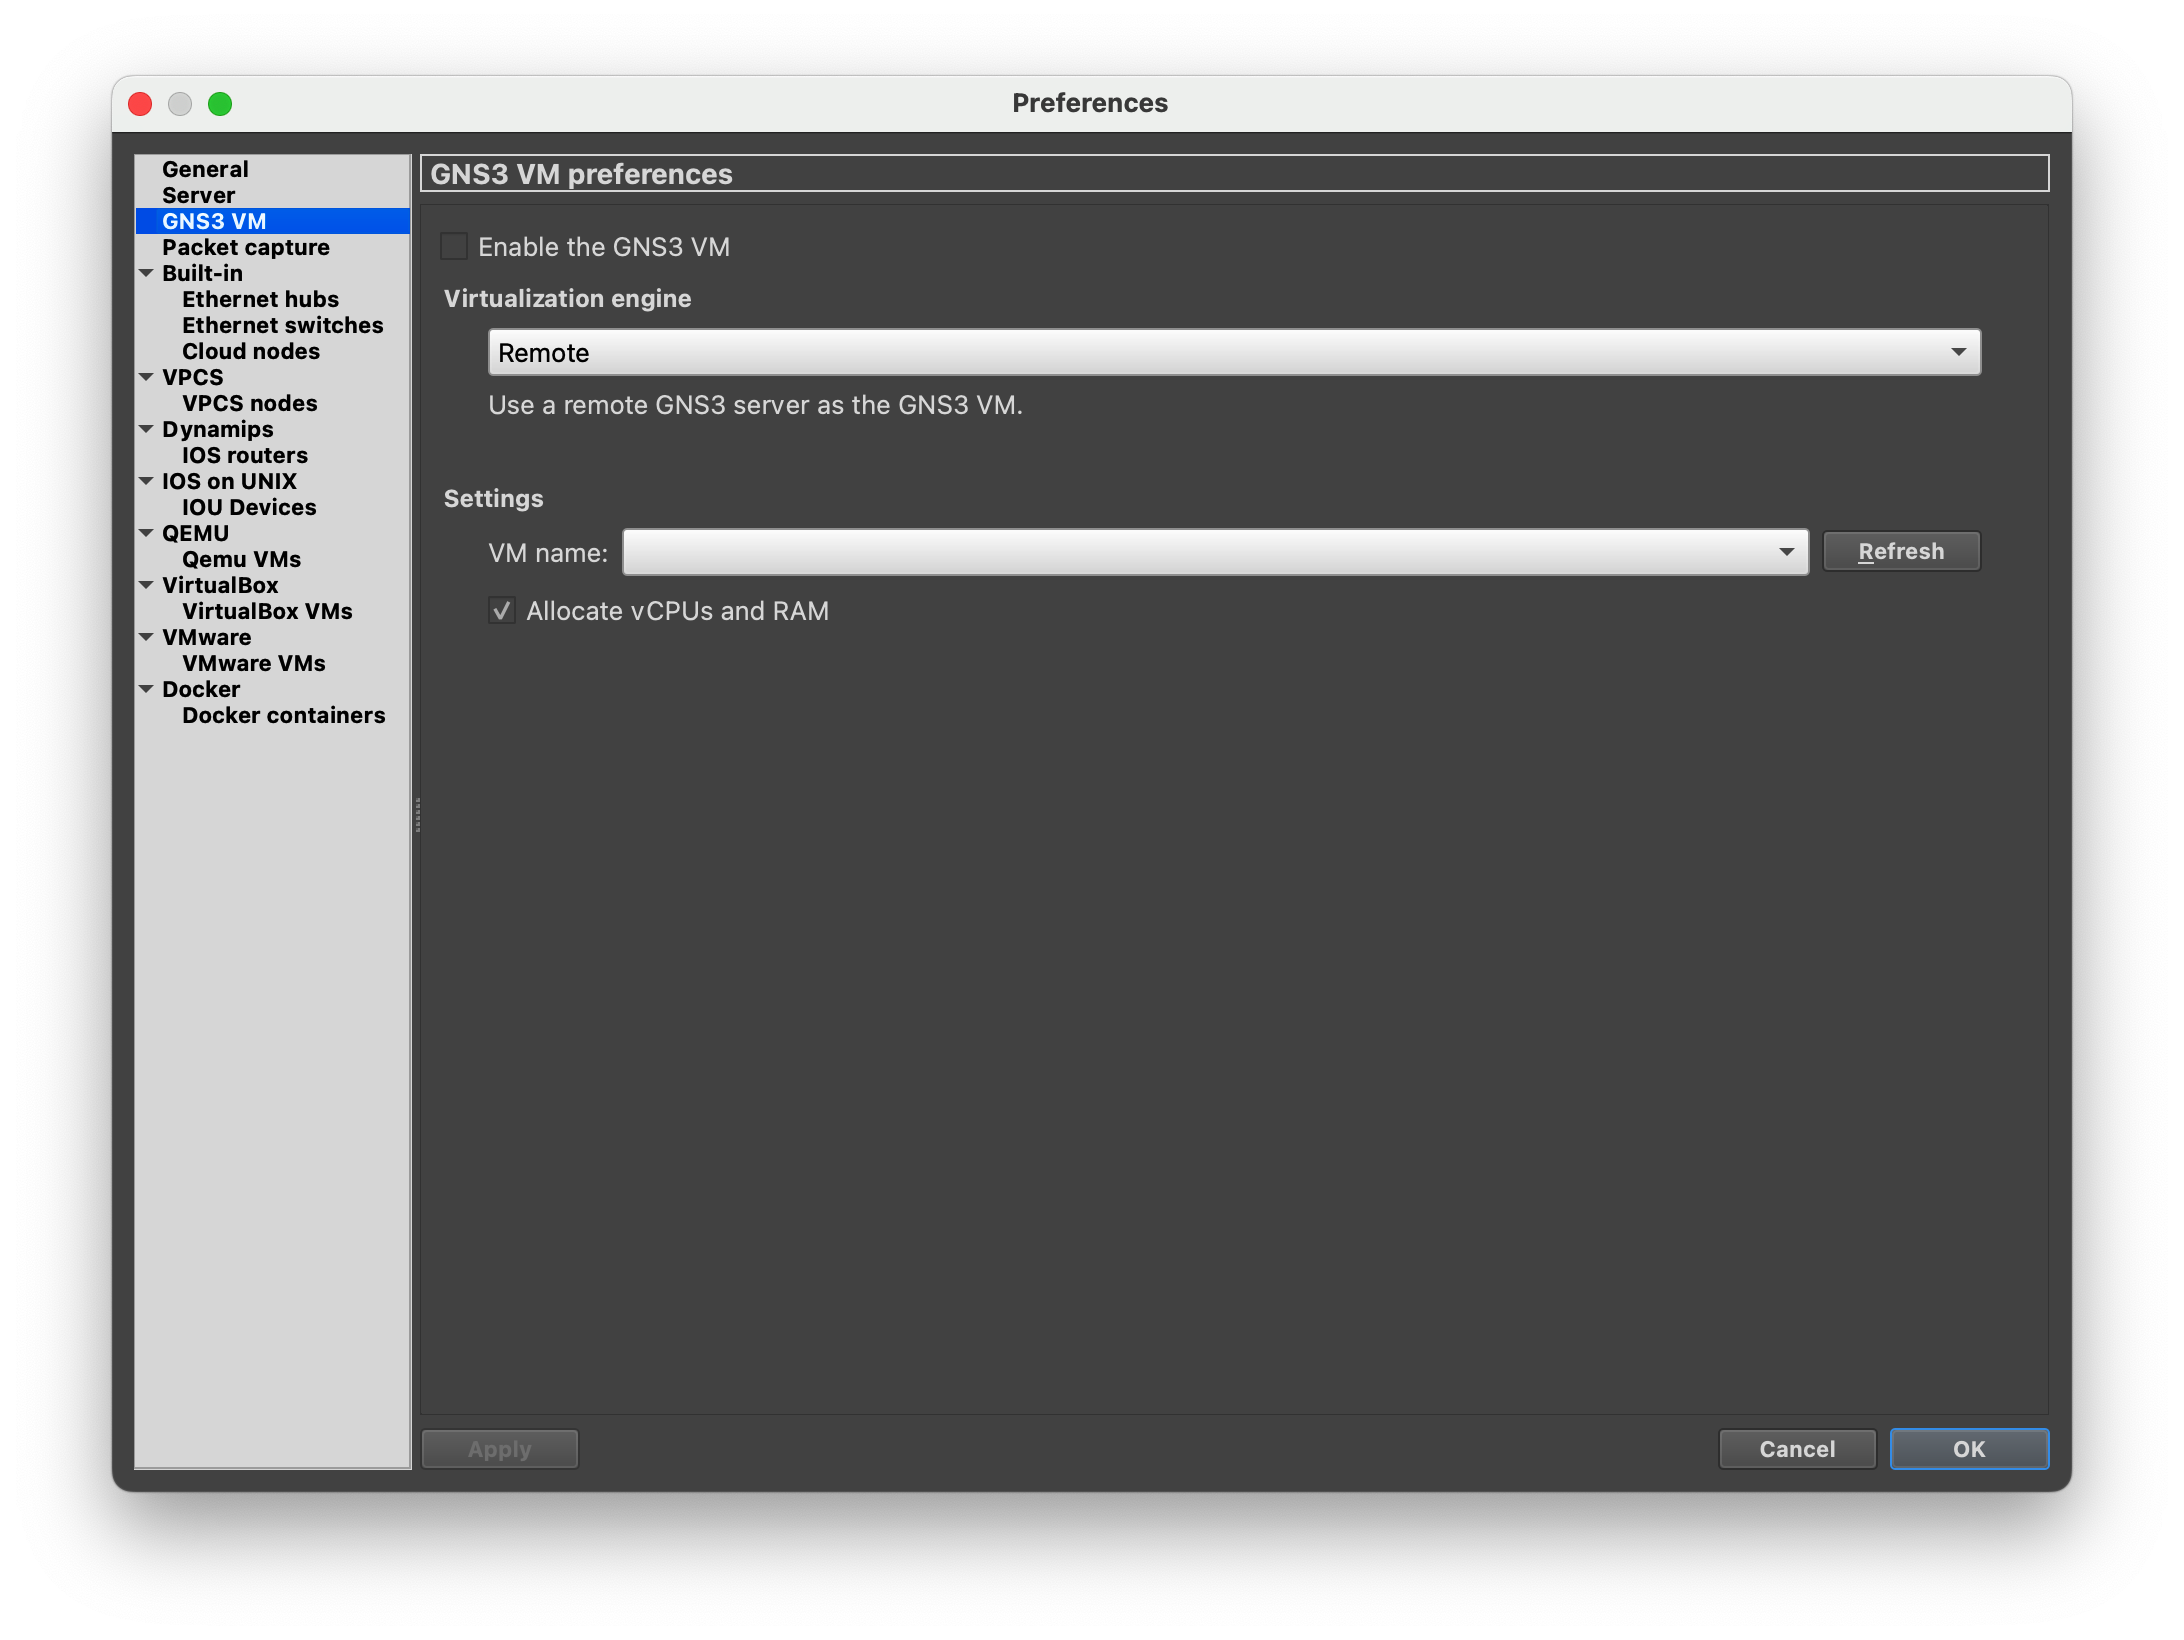 Preferences
General
Server
GNS3 VM
Packet capture
Built-in
Ethernet hubs
Ethernet switches
Cloud nodes
VPCS
VPCS nodes
Dynamips
IOS routers
IOS on UNIX
IOU Devices
QEMU
Qemu VMs
VirtualBox
VirtualBox VMs
VMware
VMware VMs
Docker
Docker containers
GNS3 VM preferences
Enable the GNS3 VM
Virtualization engine
Remote
Use a remote GNS3 server as the GNS3 VM.
Settings
VM name:
Refresh
Allocate vCPUs and RAM
Apply
Cancel
OK